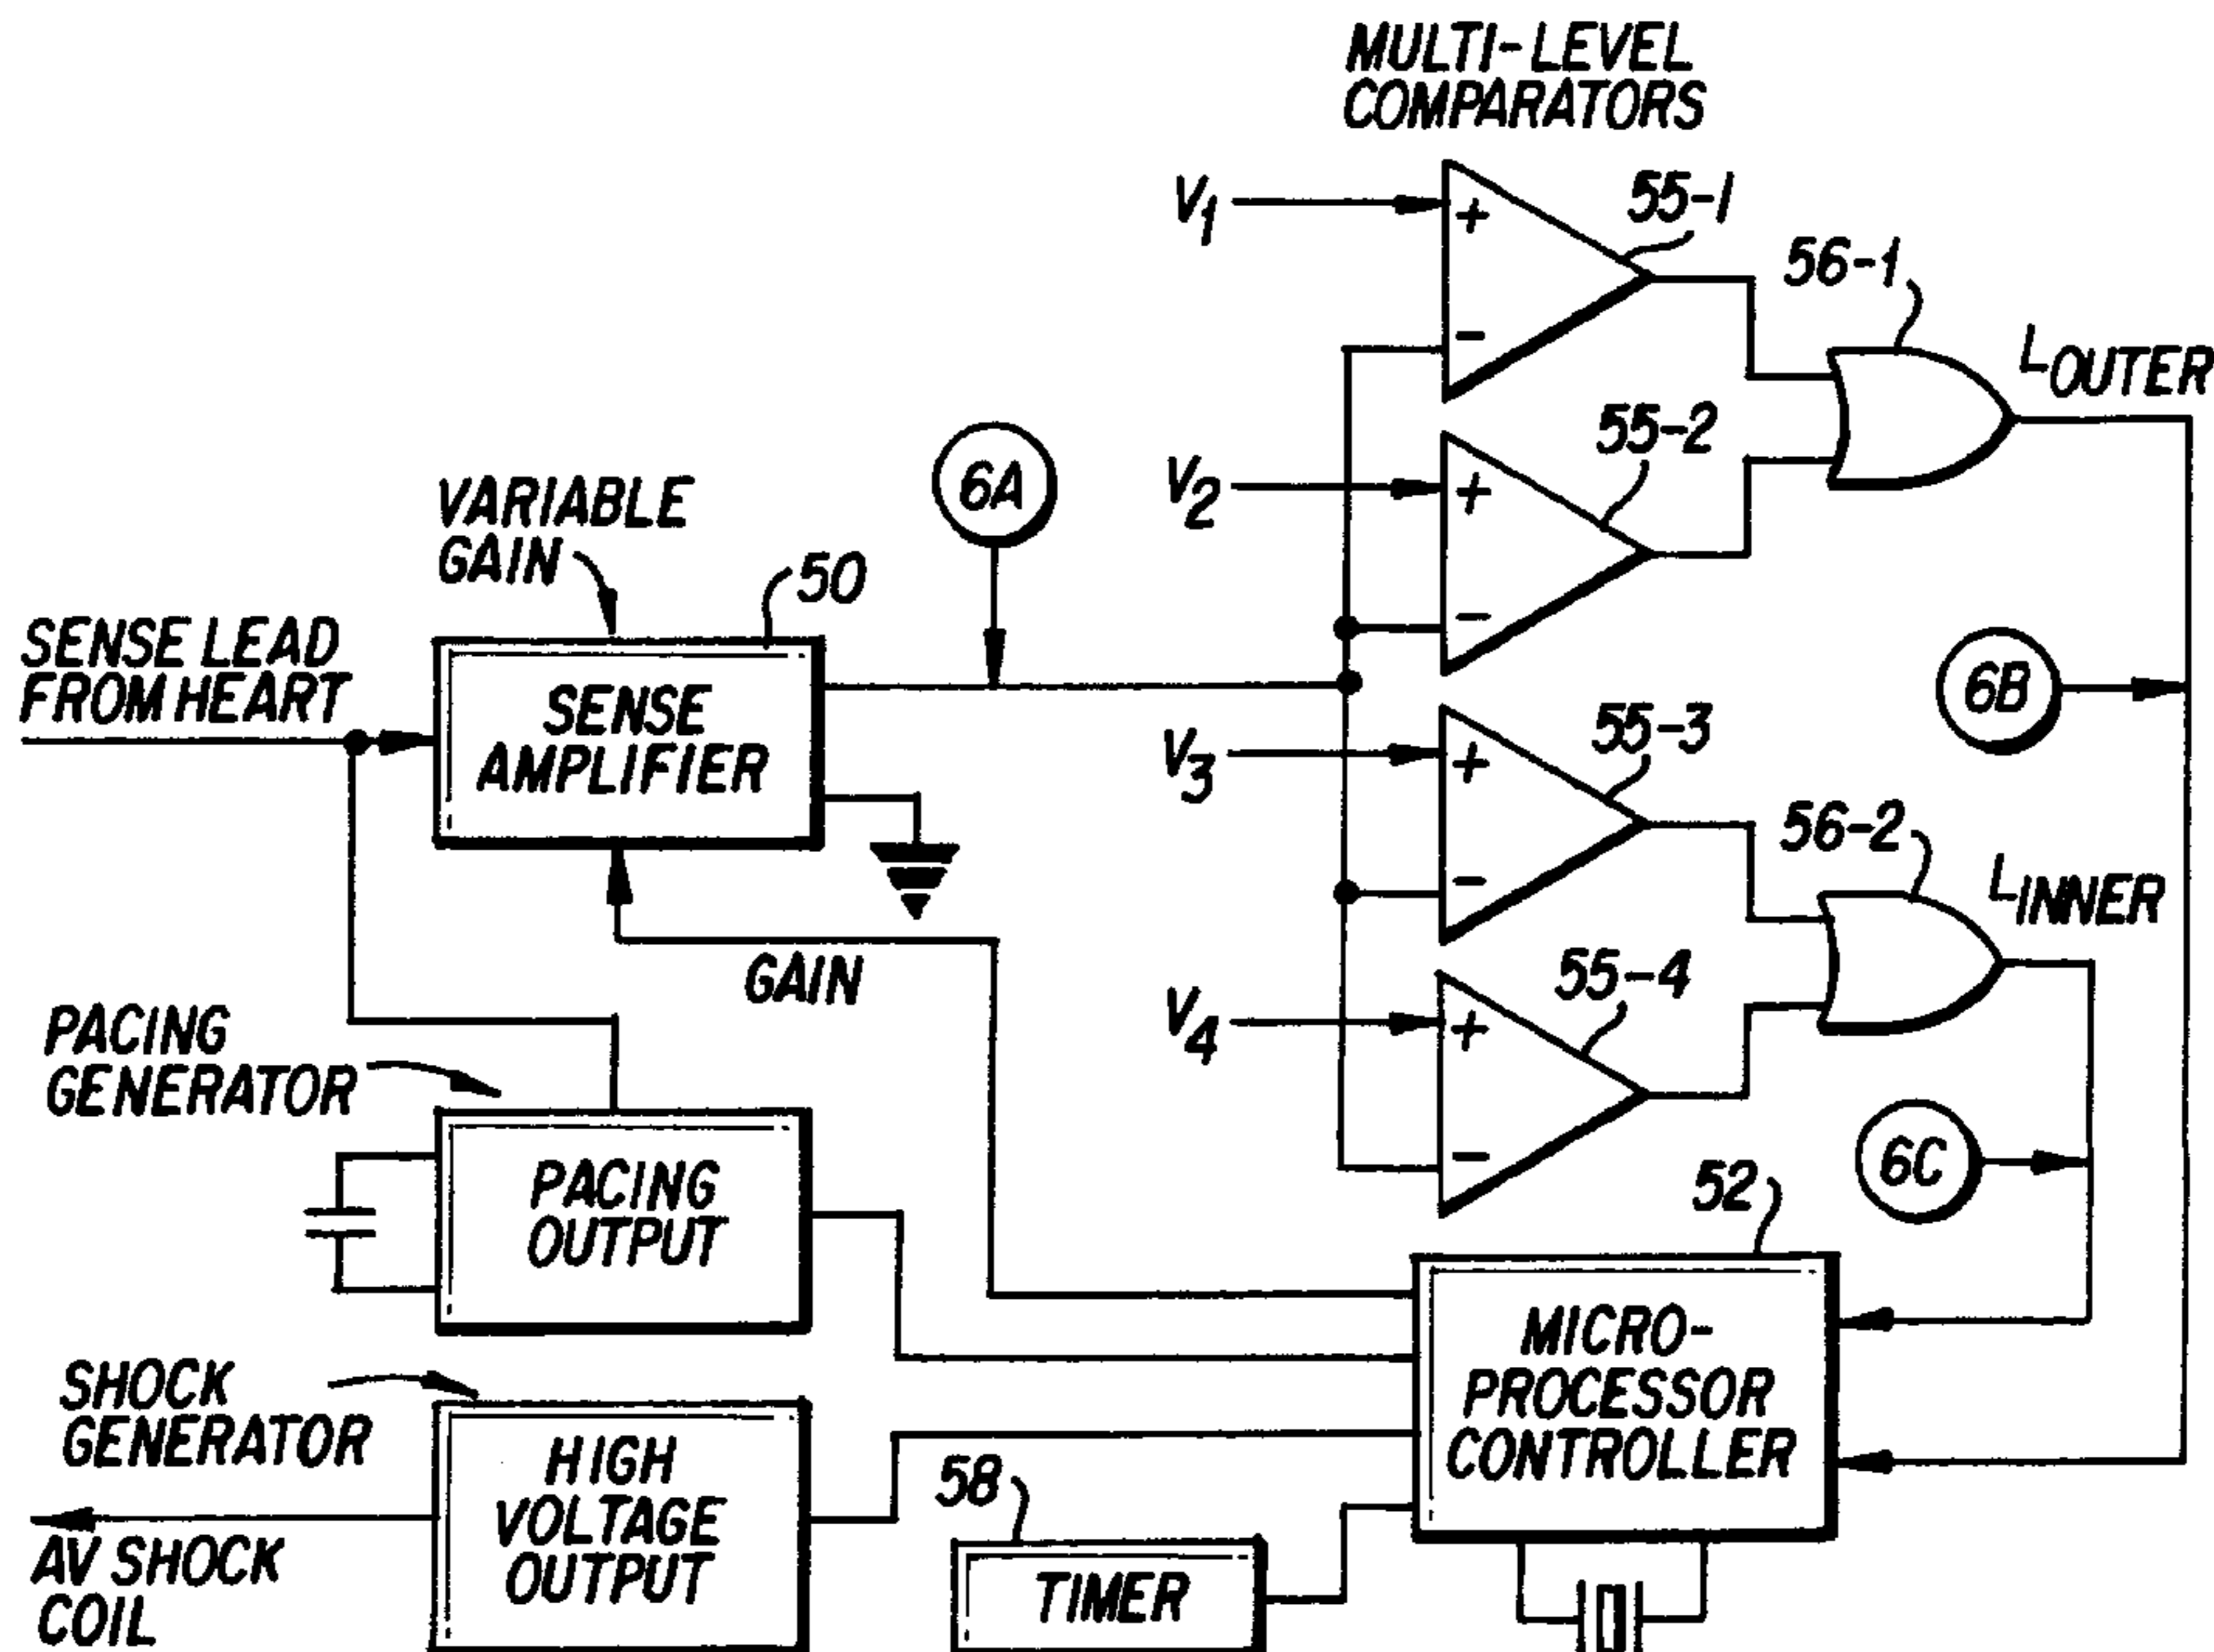 MULTI-LEVEL
COMPARATORS
V1
+
-
55-1
56-1
LOUTER
V2
+
-
55-2
6A
VARIABLE
GAIN
50
SENSE LEAD
FROM HEART
SENSE
AMPLIFIER
6B
V3
+
-
55-3
56-2
LINNER
GAIN
V4
+
-
55-4
6C
PACING
GENERATOR
PACING
OUTPUT
52
MICRO-
PROCESSOR
CONTROLLER
SHOCK
GENERATOR
HIGH
VOLTAGE
OUTPUT
58
TIMER
AV SHOCK
COIL